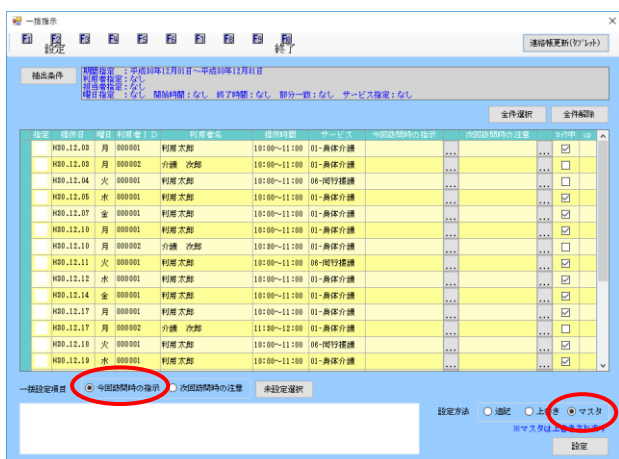 一括指示
F1 F2 F3 F4 F5 F6 F7 F8 F9 F10
設定 終了
連絡帳更新(ﾀﾌﾞﾚｯﾄ)
抽出条件
期間指定 :平成30年12月01日～平成30年12月31日
利用者指定:なし
担当者指定:なし
曜日指定 :なし 開始時間:なし 終了時間:なし 部分一致:なし サービス指定:なし
全件選択 全件解除
指定 提供日 曜日 利用者ID 利用者名 提供時間 サービス 今回訪問時の指示 次回訪問時の注意 ﾛｯｸ中 up
H30.12.03 月 000001 利用太郎 10:00～11:00 01-身体介護 ... ...
H30.12.03 月 000002 介護 次郎 10:00～11:00 01-身体介護 ... ...
H30.12.04 火 000001 利用太郎 10:00～11:00 06-同行援護 ... ...
H30.12.05 水 000001 利用太郎 10:00～11:00 01-身体介護 ... ...
H30.12.07 金 000001 利用太郎 10:00～11:00 01-身体介護 ... ...
H30.12.10 月 000001 利用太郎 10:00～11:00 01-身体介護 ... ...
H30.12.10 月 000002 介護 次郎 10:30～11:00 01-身体介護 ... ...
H30.12.11 火 000001 利用太郎 10:00～11:00 06-同行援護 ... ...
H30.12.12 水 000001 利用太郎 10:00～11:00 01-身体介護 ... ...
H30.12.14 金 000001 利用太郎 10:00～11:00 01-身体介護 ... ...
H30.12.17 月 000001 利用太郎 10:00～11:00 01-身体介護 ... ...
H30.12.17 月 000002 介護 次郎 11:30～12:00 01-身体介護 ... ...
H30.12.18 火 000001 利用太郎 10:00～11:00 06-同行援護 ... ...
H30.12.19 水 000001 利用太郎 10:00～11:00 01-身体介護 ... ...
一括設定項目 今回訪問時の指示 次回訪問時の注意 未設定選択
設定方法 追記 上書き マスタ
※マスタは上書きされます
設定